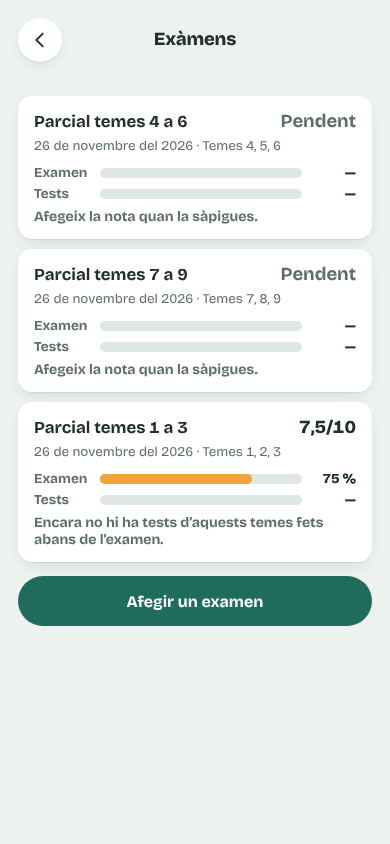 Exàmens
Parcial temes 4 a 6
Pendent
26 de novembre del 2026 · Temes 4, 5, 6
Examen –
Tests –
Afegeix la nota quan la sàpigues.
Parcial temes 7 a 9
Pendent
26 de novembre del 2026 · Temes 7, 8, 9
Examen –
Tests –
Afegeix la nota quan la sàpigues.
Parcial temes 1 a 3
7,5/10
26 de novembre del 2026 · Temes 1, 2, 3
Examen 75 %
Tests –
Encara no hi ha tests d’aquests temes fets
abans de l’examen.
Afegir un examen